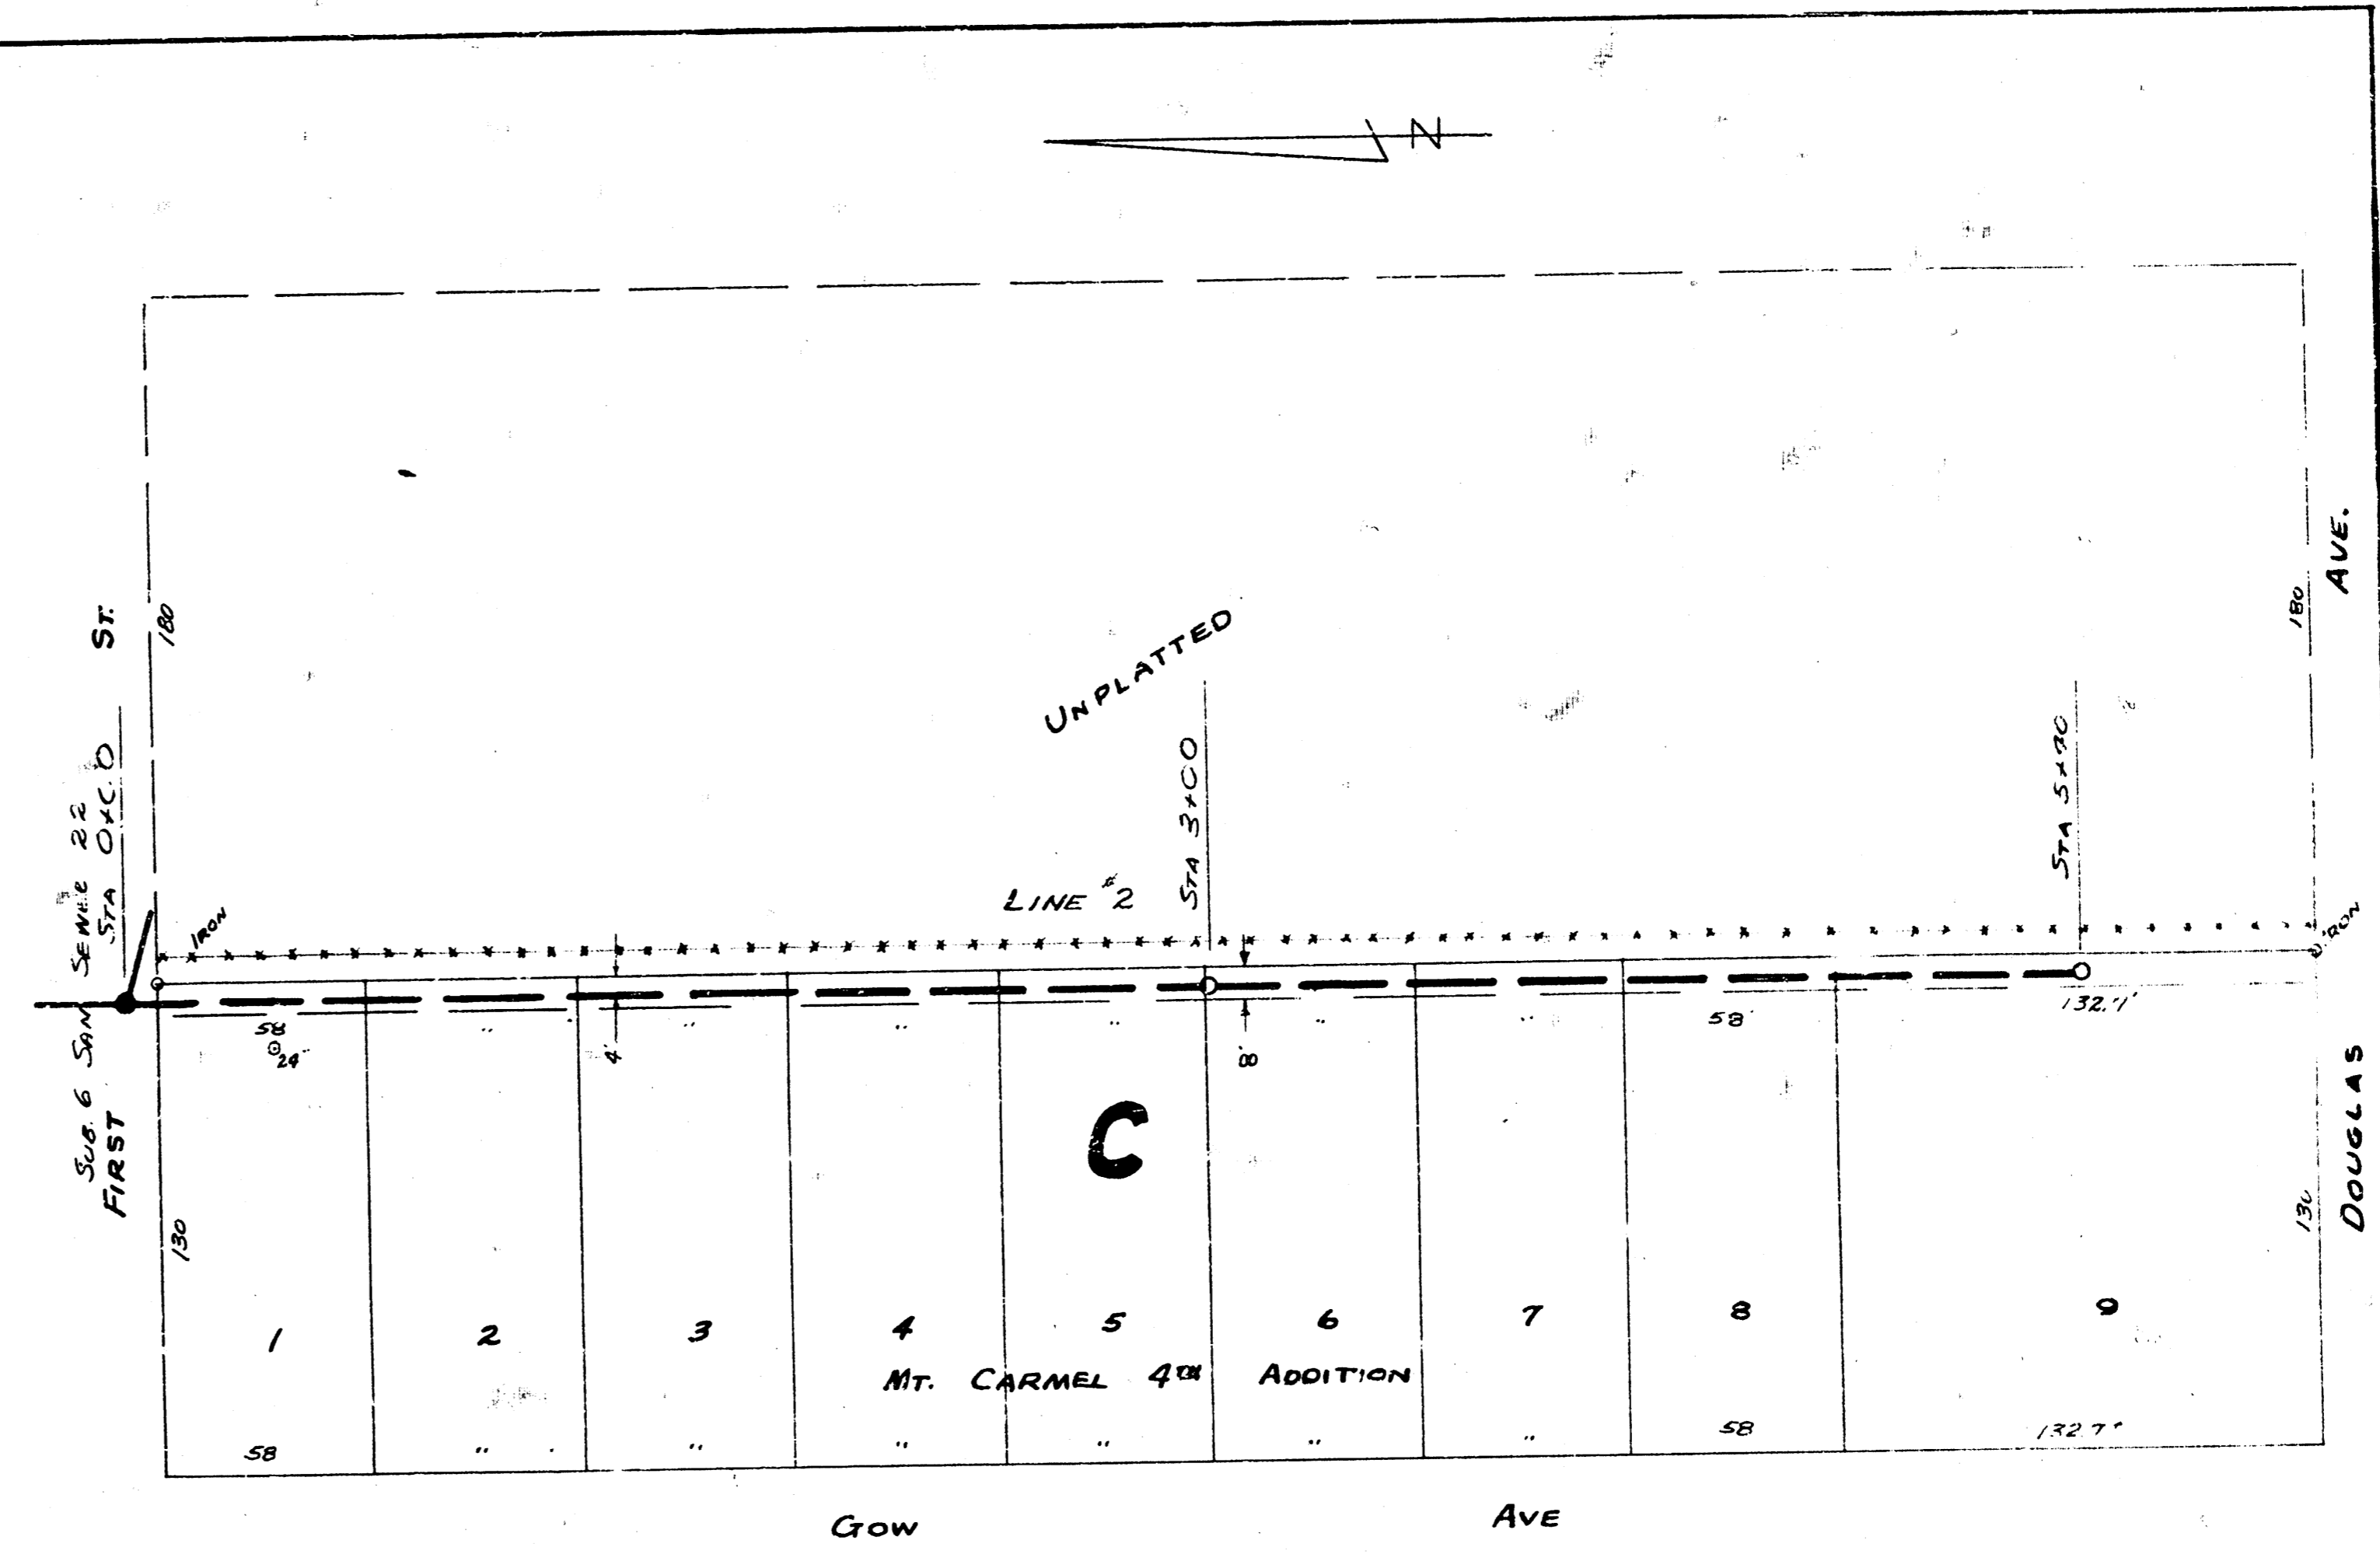 N
180
180
ST.
AVE.
UNPLATTED
SUB. 6 SAN SEWER 22
STA 0+C.0
STA 3+00
STA 5+70
LINE #2
IRON
IRON
58 " " " " " " 58' 132.7'
24"
4'
8'
FIRST
C
DOUGLAS
130
130
1 2 3 4 5 6 7 8 9
MT. CARMEL 4TH ADDITION
58 " " " " " " 58 132.7'
GOW AVE